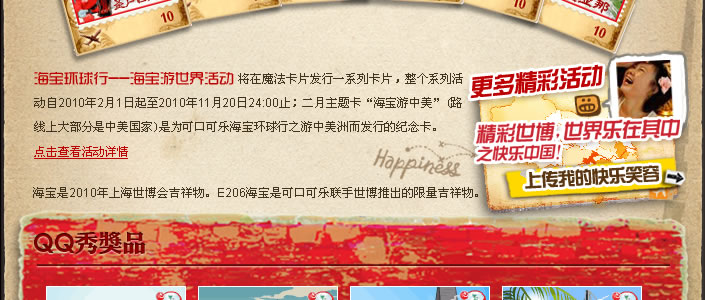 10
10
海宝环球行——海宝游世界活动 将在魔法卡片发行一系列卡片，整个系列活
动自2010年2月1日起至2010年11月20日24:00止；二月主题卡“海宝游中美”(路
线上大部分是中美国家)是为可口可乐海宝环球行之游中美洲而发行的纪念卡。
点击查看活动详情
Happiness
海宝是2010年上海世博会吉祥物。E206海宝是可口可乐联手世博推出的限量吉祥物。
更多精彩活动
精彩世博，世界乐在其中
之快乐中国！
上传我的快乐笑容
QQ秀獎品